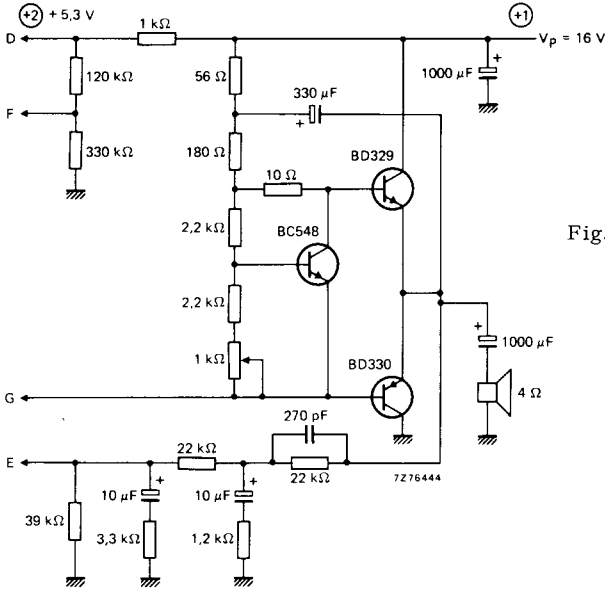 +2 + 5,3 V
1 kΩ
+1
D
Vp = 16 V
120 kΩ
56 Ω
330 μF
+
1000 μF
+
F
330 kΩ
180 Ω
BD329
10 Ω
2,2 kΩ
BC548
Fig.
2,2 kΩ
+
1000 μF
1 kΩ
BD330
4 Ω
G
270 pF
E
22 kΩ
22 kΩ
7Z76444
10 μF
+
10 μF
+
39 kΩ
3,3 kΩ
1,2 kΩ